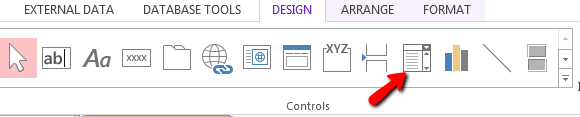 EXTERNAL DATA DATABASE TOOLS DESIGN ARRANGE FORMAT
ab Aa XXXX XYZ
Controls